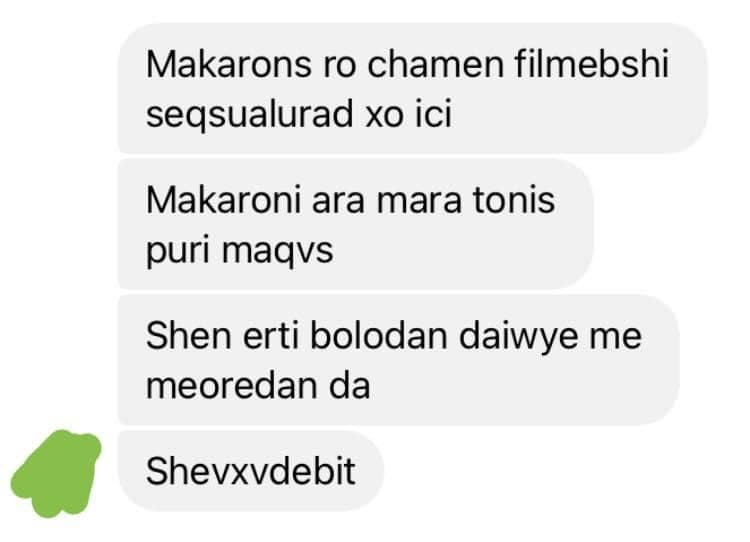 Makarons ro chamen filmebshi
seqsualurad xo ici
Makaroni ara mara tonis
puri maqvs
Shen erti bolodan daiwye me
meoredan da
Shevxvdebit